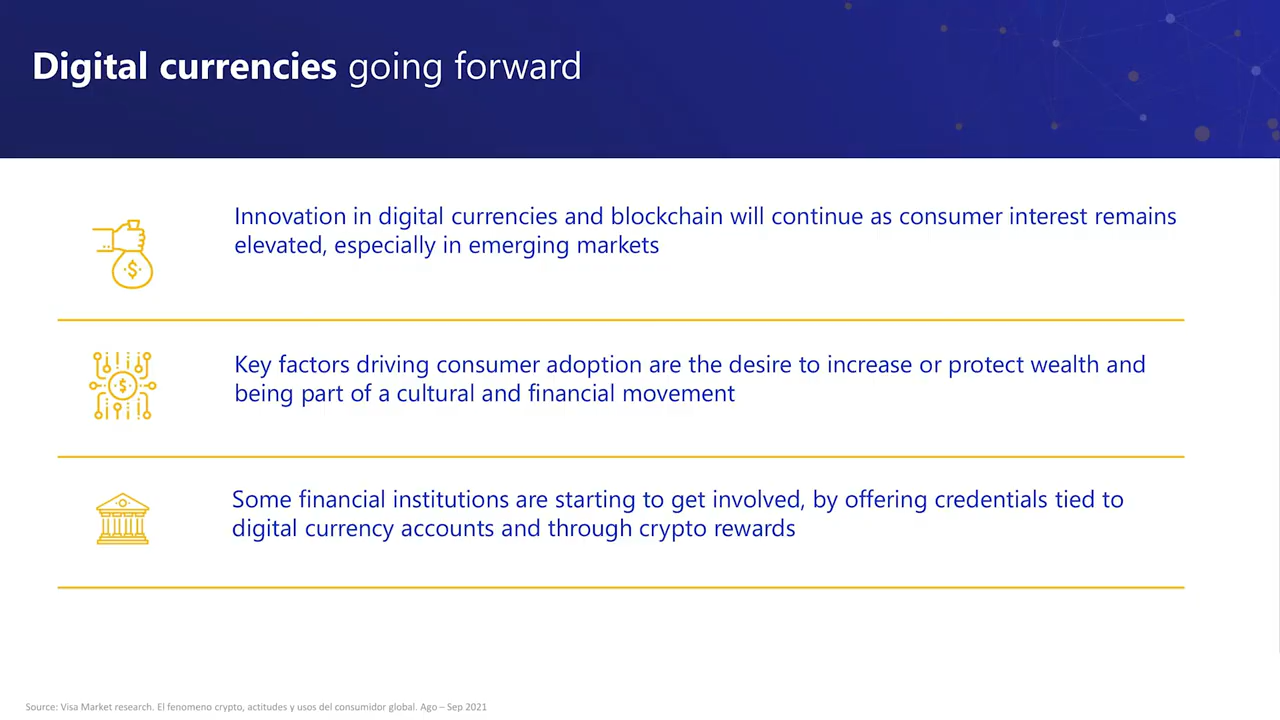 Digital currencies going forward
Innovation in digital currencies and blockchain will continue as consumer interest remains
elevated, especially in emerging markets
Key factors driving consumer adoption are the desire to increase or protect wealth and
being part of a cultural and financial movement
Some financial institutions are starting to get involved, by offering credentials tied to
digital currency accounts and through crypto rewards
Source: Visa Market research. El fenomeno crypto, actitudes y usos del consumidor global. Ago – Sep 2021